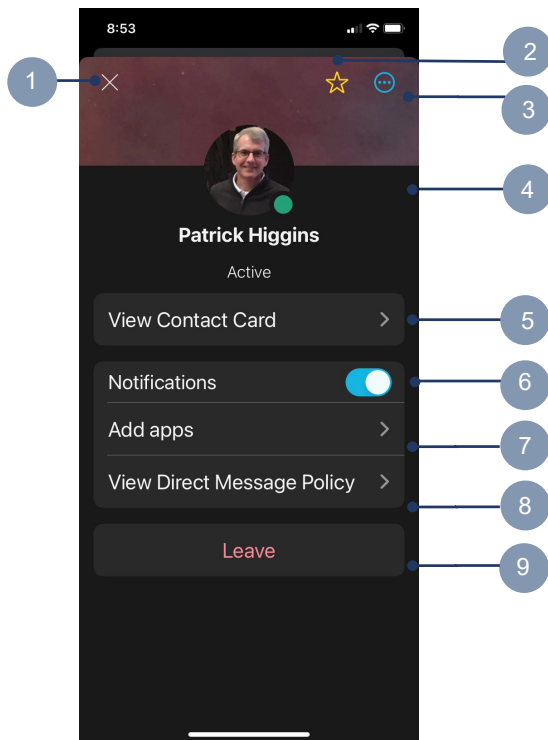 8:53
1
2
3
Patrick Higgins
4
Active
View Contact Card
5
Notifications
6
Add apps
7
View Direct Message Policy
8
Leave
9